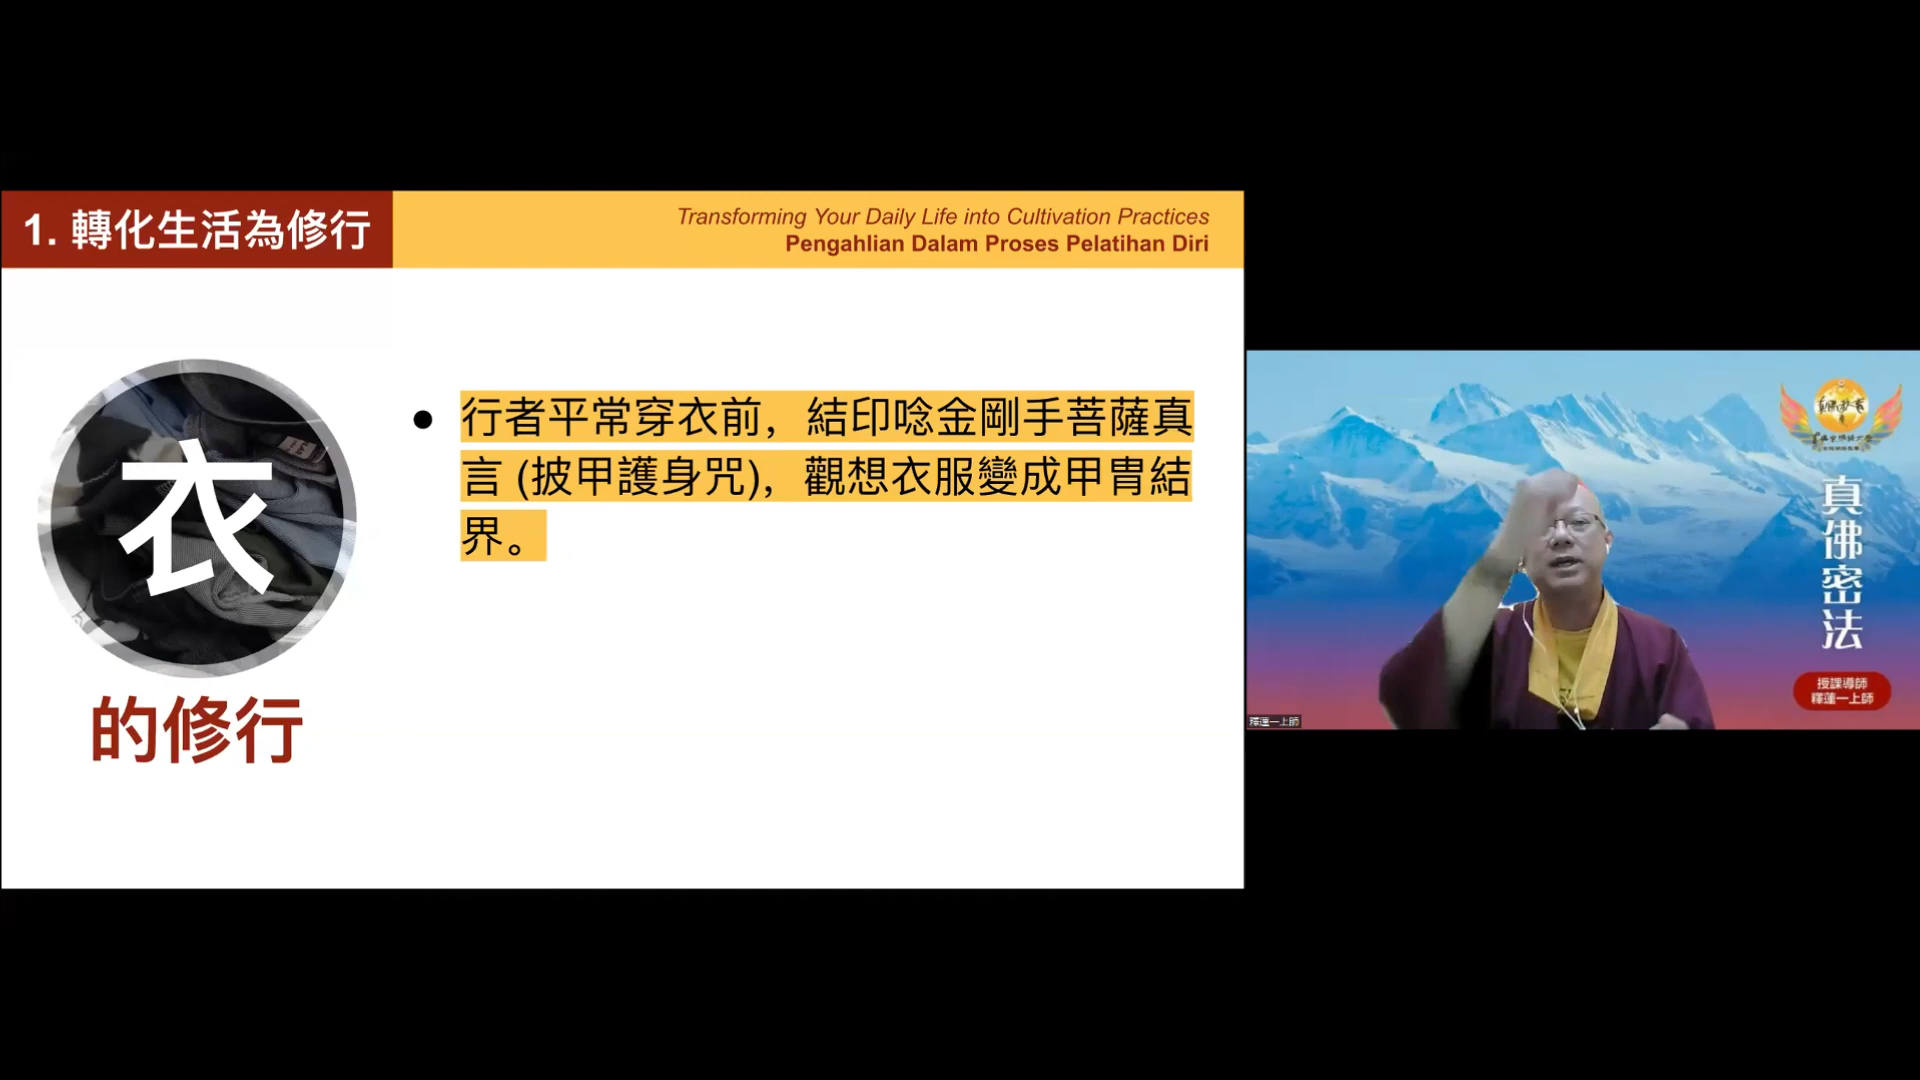 1. 轉化生活為修行
Transforming Your Daily Life into Cultivation Practices
Pengahlian Dalam Proses Pelatihan Diri
衣
的修行
• 行者平常穿衣前，結印唸金剛手菩薩真
言 (披甲護身咒)，觀想衣服變成甲冑結
界。
真佛密法
授課導師
釋蓮一上師
釋蓮一上師